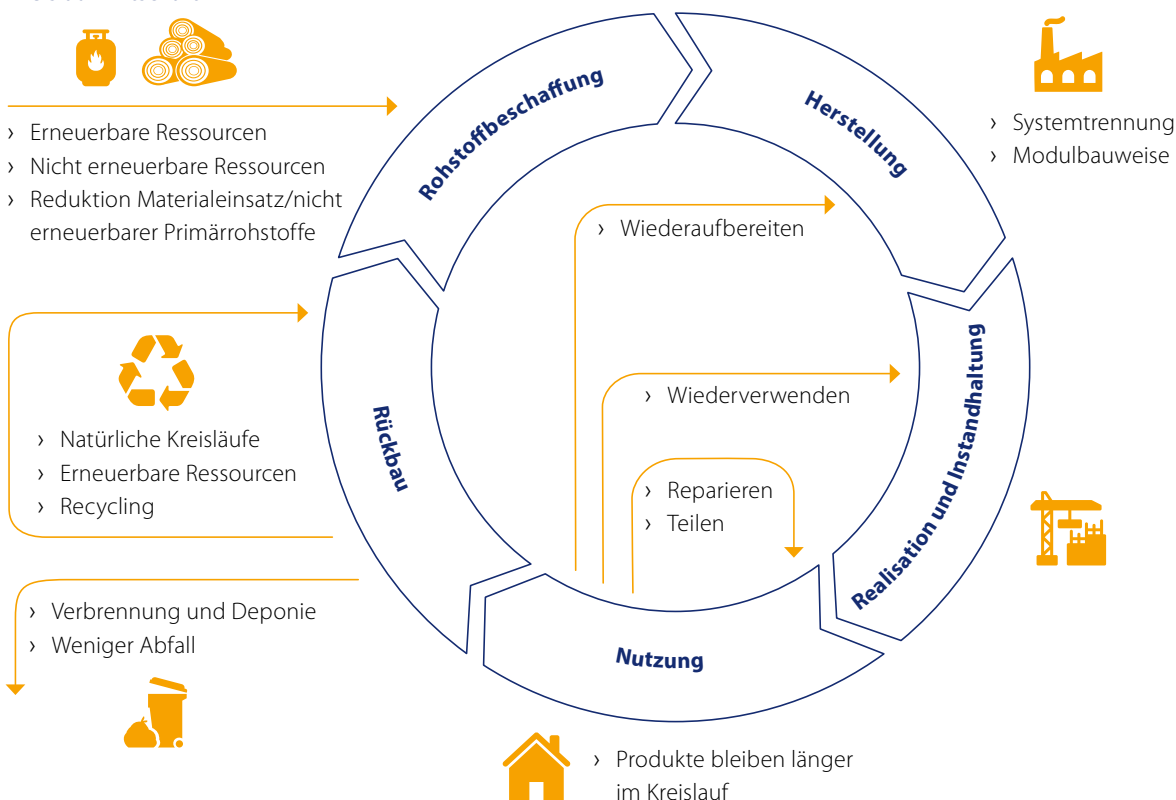 Rohstoffbeschaffung
Herstellung
› Erneuerbare Ressourcen
› Nicht erneuerbare Ressourcen
› Reduktion Materialeinsatz/nicht
erneuerbarer Primärrohstoffe
› Systemtrennung
› Modulbauweise
› Wiederaufbereiten
› Wiederverwenden
Realisation und Instandhaltung
Rückbau
› Natürliche Kreisläufe
› Erneuerbare Ressourcen
› Recycling
› Reparieren
› Teilen
› Verbrennung und Deponie
› Weniger Abfall
Nutzung
› Produkte bleiben länger
im Kreislauf